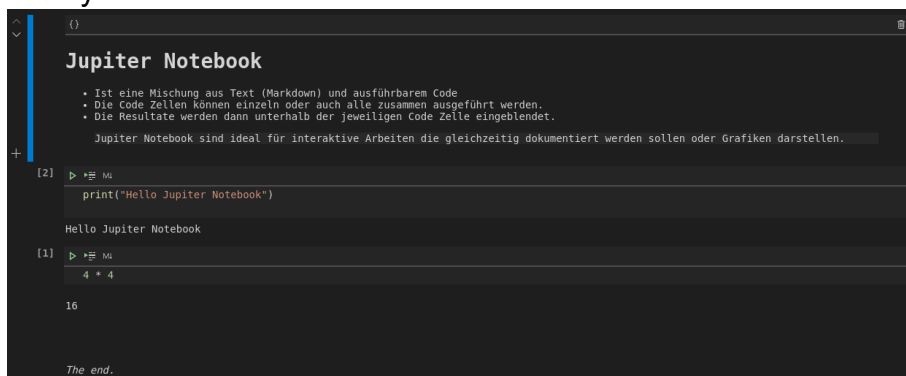 {}
Jupiter Notebook
• Ist eine Mischung aus Text (Markdown) und ausführbarem Code
• Die Code Zellen können einzeln oder auch alle zusammen ausgeführt werden.
• Die Resultate werden dann unterhalb der jeweiligen Code Zelle eingeblendet.
Jupiter Notebook sind ideal für interaktive Arbeiten die gleichzeitig dokumentiert werden sollen oder Grafiken darstellen.
[2] M↓
print("Hello Jupiter Notebook")
Hello Jupiter Notebook
[1] M↓
4 * 4
16
The end.